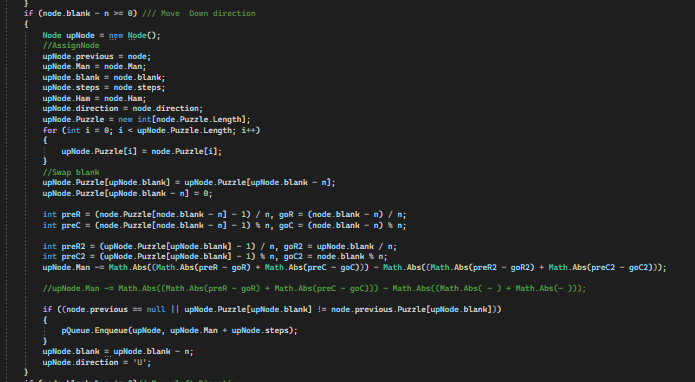 }
if (node.blank - n >= 0) /// Move  Down direction
{
Node upNode = new Node();
//AssignNode
upNode.previous = node;
upNode.Man = node.Man;
upNode.blank = node.blank;
upNode.steps = node.steps;
upNode.Ham = node.Ham;
upNode.direction = node.direction;
upNode.Puzzle = new int[node.Puzzle.Length];
for (int i = 0; i < upNode.Puzzle.Length; i++)
{
upNode.Puzzle[i] = node.Puzzle[i];
}
//Swap blank
upNode.Puzzle[upNode.blank] = upNode.Puzzle[upNode.blank - n];
upNode.Puzzle[upNode.blank - n] = 0;
int preR = (node.Puzzle[node.blank - n] - 1) / n, goR = (node.blank - n) / n;
int preC = (node.Puzzle[node.blank - n] - 1) % n, goC = (node.blank - n) % n;
int preR2 = (upNode.Puzzle[upNode.blank] - 1) / n, goR2 = upNode.blank / n;
int preC2 = (upNode.Puzzle[upNode.blank] - 1) % n, goC2 = node.blank % n;
upNode.Man -= Math.Abs((Math.Abs(preR - goR) + Math.Abs(preC - goC))) - Math.Abs((Math.Abs(preR2 - goR2) + Math.Abs(preC2 - goC2)));
//upNode.Man -= Math.Abs((Math.Abs(preR - goR) + Math.Abs(preC - goC))) - Math.Abs((Math.Abs( - ) + Math.Abs(- )));
if ((node.previous == null || upNode.Puzzle[upNode.blank] != node.previous.Puzzle[upNode.blank]))
{
pQueue.Enqueue(upNode, upNode.Man + upNode.steps);
}
upNode.blank = upNode.blank - n;
upNode.direction = 'U';
}